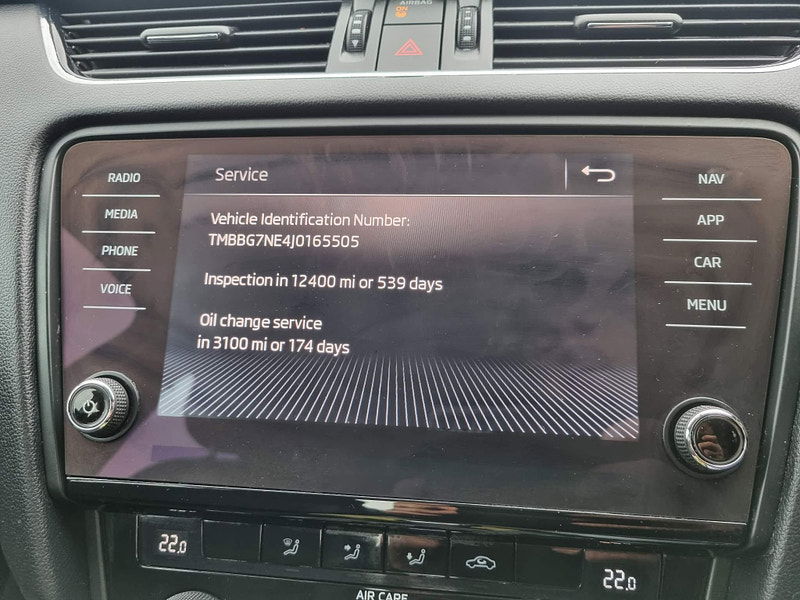 AIRBAG
ON
RADIO
MEDIA
PHONE
VOICE
Service
Vehicle Identification Number:
TMBBG7NE4J0165505
Inspection in 12400 mi or 539 days
Oil change service
in 3100 mi or 174 days
NAV
APP
CAR
MENU
22.0
22.0
AIR CARE